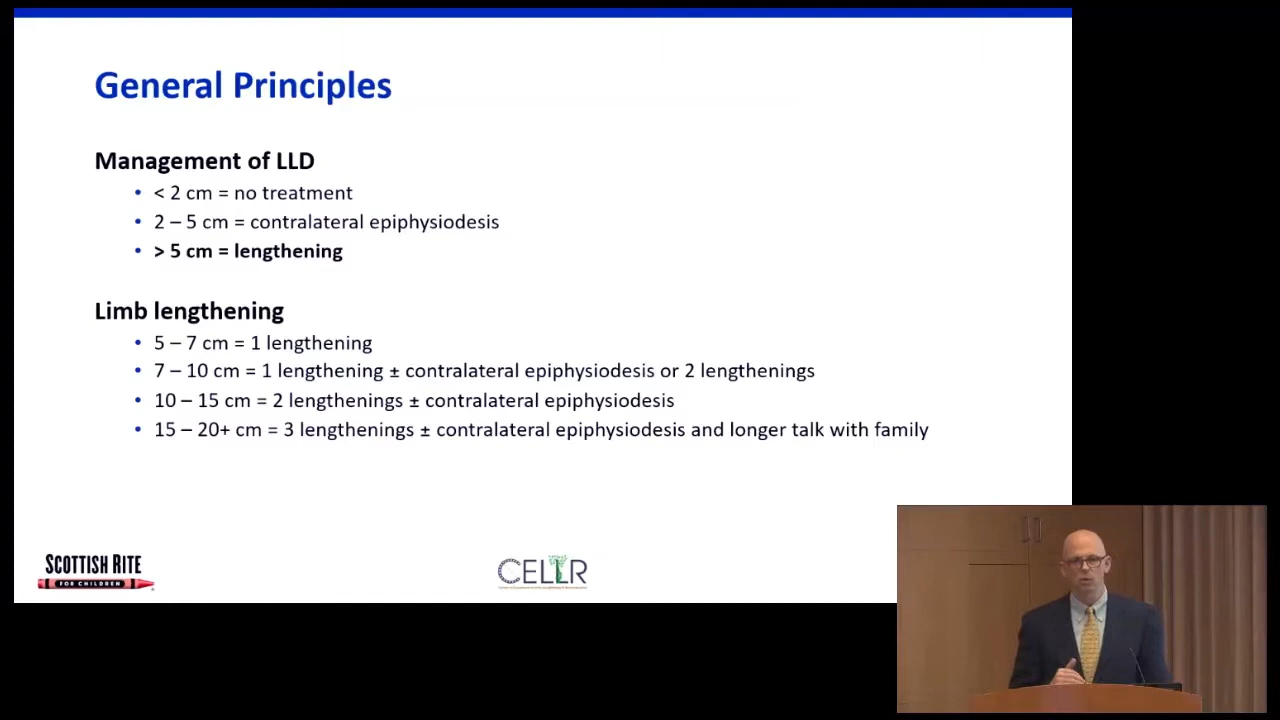 General Principles
Management of LLD
• < 2 cm = no treatment
• 2 – 5 cm = contralateral epiphysiodesis
• > 5 cm = lengthening
Limb lengthening
• 5 – 7 cm = 1 lengthening
• 7 – 10 cm = 1 lengthening ± contralateral epiphysiodesis or 2 lengthenings
• 10 – 15 cm = 2 lengthenings ± contralateral epiphysiodesis
• 15 – 20+ cm = 3 lengthenings ± contralateral epiphysiodesis and longer talk with family
SCOTTISH RITE
FOR CHILDREN
CELLR